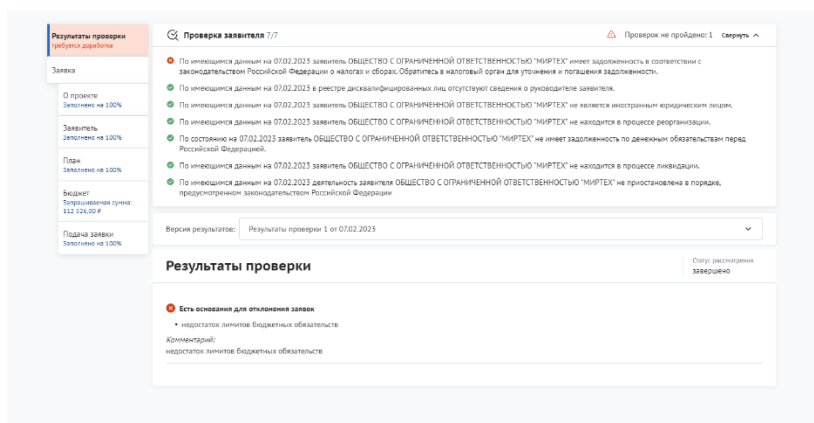 Результаты проверки
требуется доработка
Заявка
О проекте
Заполнено на 100%
Заявитель
Заполнено на 100%
План
Заполнено на 100%
Бюджет
Запрашиваемая сумма:
112 326,00 ₽
Подача заявки
Заполнено на 100%
Проверка заявителя 7/7
Проверок не пройдено: 1 Свернуть
По имеющимся данным на 07.02.2023 заявитель ОБЩЕСТВО С ОГРАНИЧЕННОЙ ОТВЕТСТВЕННОСТЬЮ "МИРТЕХ" имеет задолженность в соответствии с
законодательством Российской Федерации о налогах и сборах. Обратитесь в налоговый орган для уточнения и погашения задолженности.
По имеющимся данным на 07.02.2023 в реестре дисквалифицированных лиц отсутствуют сведения о руководителе заявителя.
По имеющимся данным на 07.02.2023 заявитель ОБЩЕСТВО С ОГРАНИЧЕННОЙ ОТВЕТСТВЕННОСТЬЮ "МИРТЕХ" не является иностранным юридическим лицом.
По имеющимся данным на 07.02.2023 заявитель ОБЩЕСТВО С ОГРАНИЧЕННОЙ ОТВЕТСТВЕННОСТЬЮ "МИРТЕХ" не находится в процессе реорганизации.
По состоянию на 07.02.2023 заявитель ОБЩЕСТВО С ОГРАНИЧЕННОЙ ОТВЕТСТВЕННОСТЬЮ "МИРТЕХ" не имеет задолженность по денежным обязательствам перед
Российской Федерацией.
По имеющимся данным на 07.02.2023 заявитель ОБЩЕСТВО С ОГРАНИЧЕННОЙ ОТВЕТСТВЕННОСТЬЮ "МИРТЕХ" не находится в процессе ликвидации.
По имеющимся данным на 07.02.2023 деятельность заявителя ОБЩЕСТВО С ОГРАНИЧЕННОЙ ОТВЕТСТВЕННОСТЬЮ "МИРТЕХ" не приостановлена в порядке,
предусмотренном законодательством Российской Федерации
Версия результатов: Результаты проверки 1 от 07.02.2023
Результаты проверки
Статус рассмотрения
завершено
Есть основания для отклонения заявок
• недостаток лимитов бюджетных обязательств
Комментарий:
недостаток лимитов бюджетных обязательств